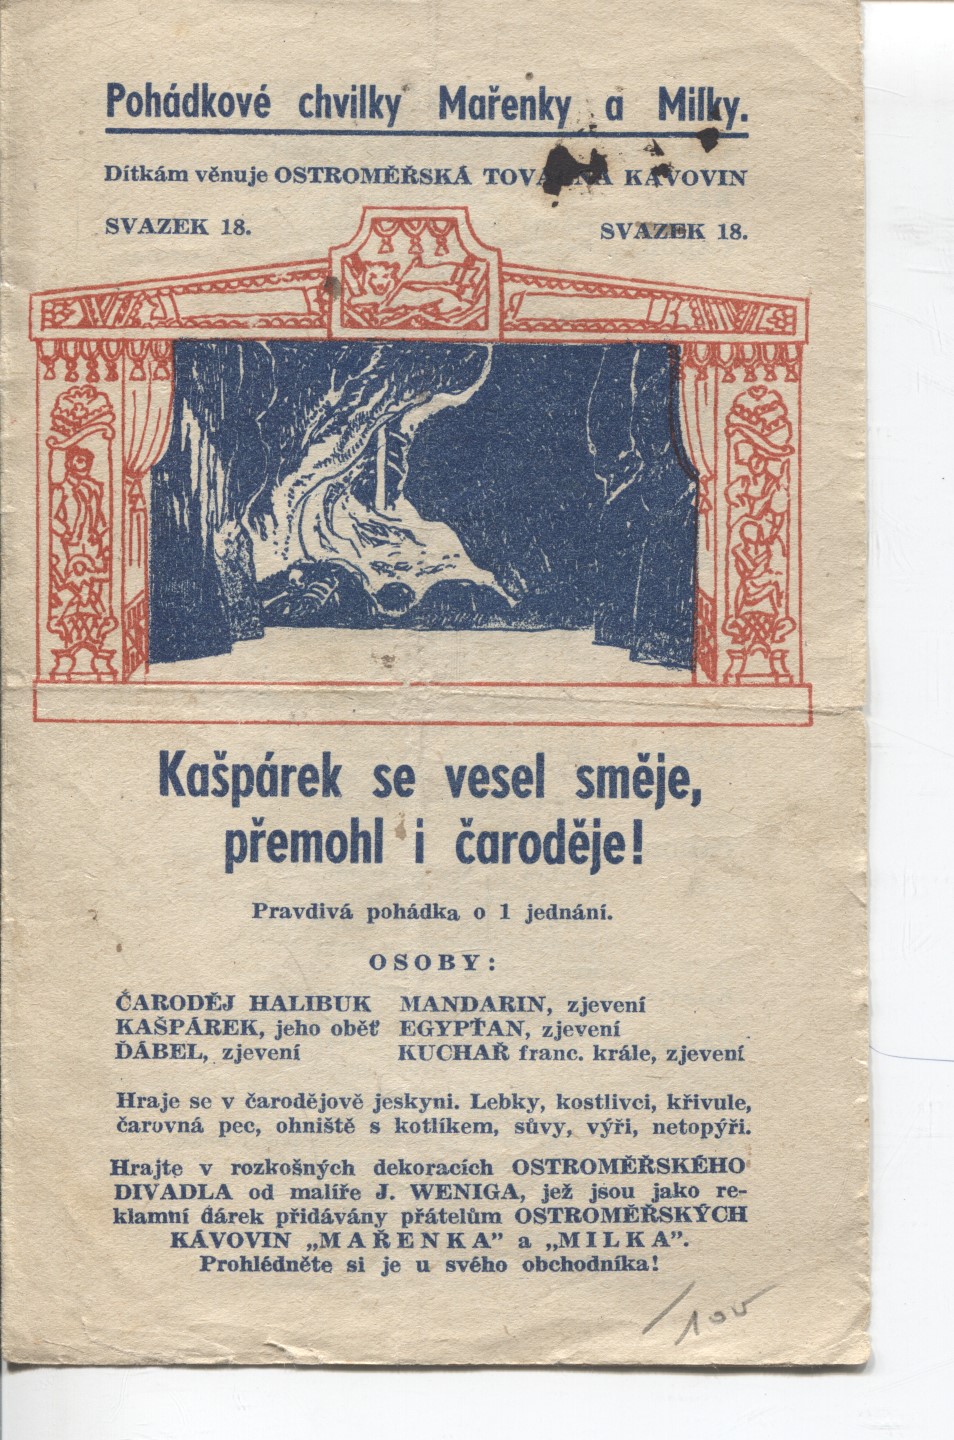 Pohádkové chvilky Mařenky a Milky.
Dítkám věnuje OSTROMĚŘSKÁ KÁVOVIN
SVAZEK 18. SVAZEK 18.
Kašpárek se vesel směje,
přemohl i čaroděje!
Pravdivá pohádka o 1 jednání.
OSOBY:
ČARODĚJ HALIBUK MANDARIN, zjevení
KAŠPÁREK, jeho oběť EGYPŤAN, zjevení
ĎÁBEL, zjevení KUCHAŘ franc. krále, zjevení
Hraje se v čarodějově jeskyni. Lebky, kostlivci, křivule,
čarovná pec, ohniště s kotlíkem, sůvy, výři, netopýři.
Hrajte v rozkošných dekoracích OSTROMĚŘSKÉHO
DIVADLA od malíře J. WENIGA, jež jsou jako re-
klamní dárek přidávány přátelům OSTROMĚŘSKÝCH
KÁVOVIN „MAŘENKA" a „MILKA".
Prohlédněte si je u svého obchodníka!